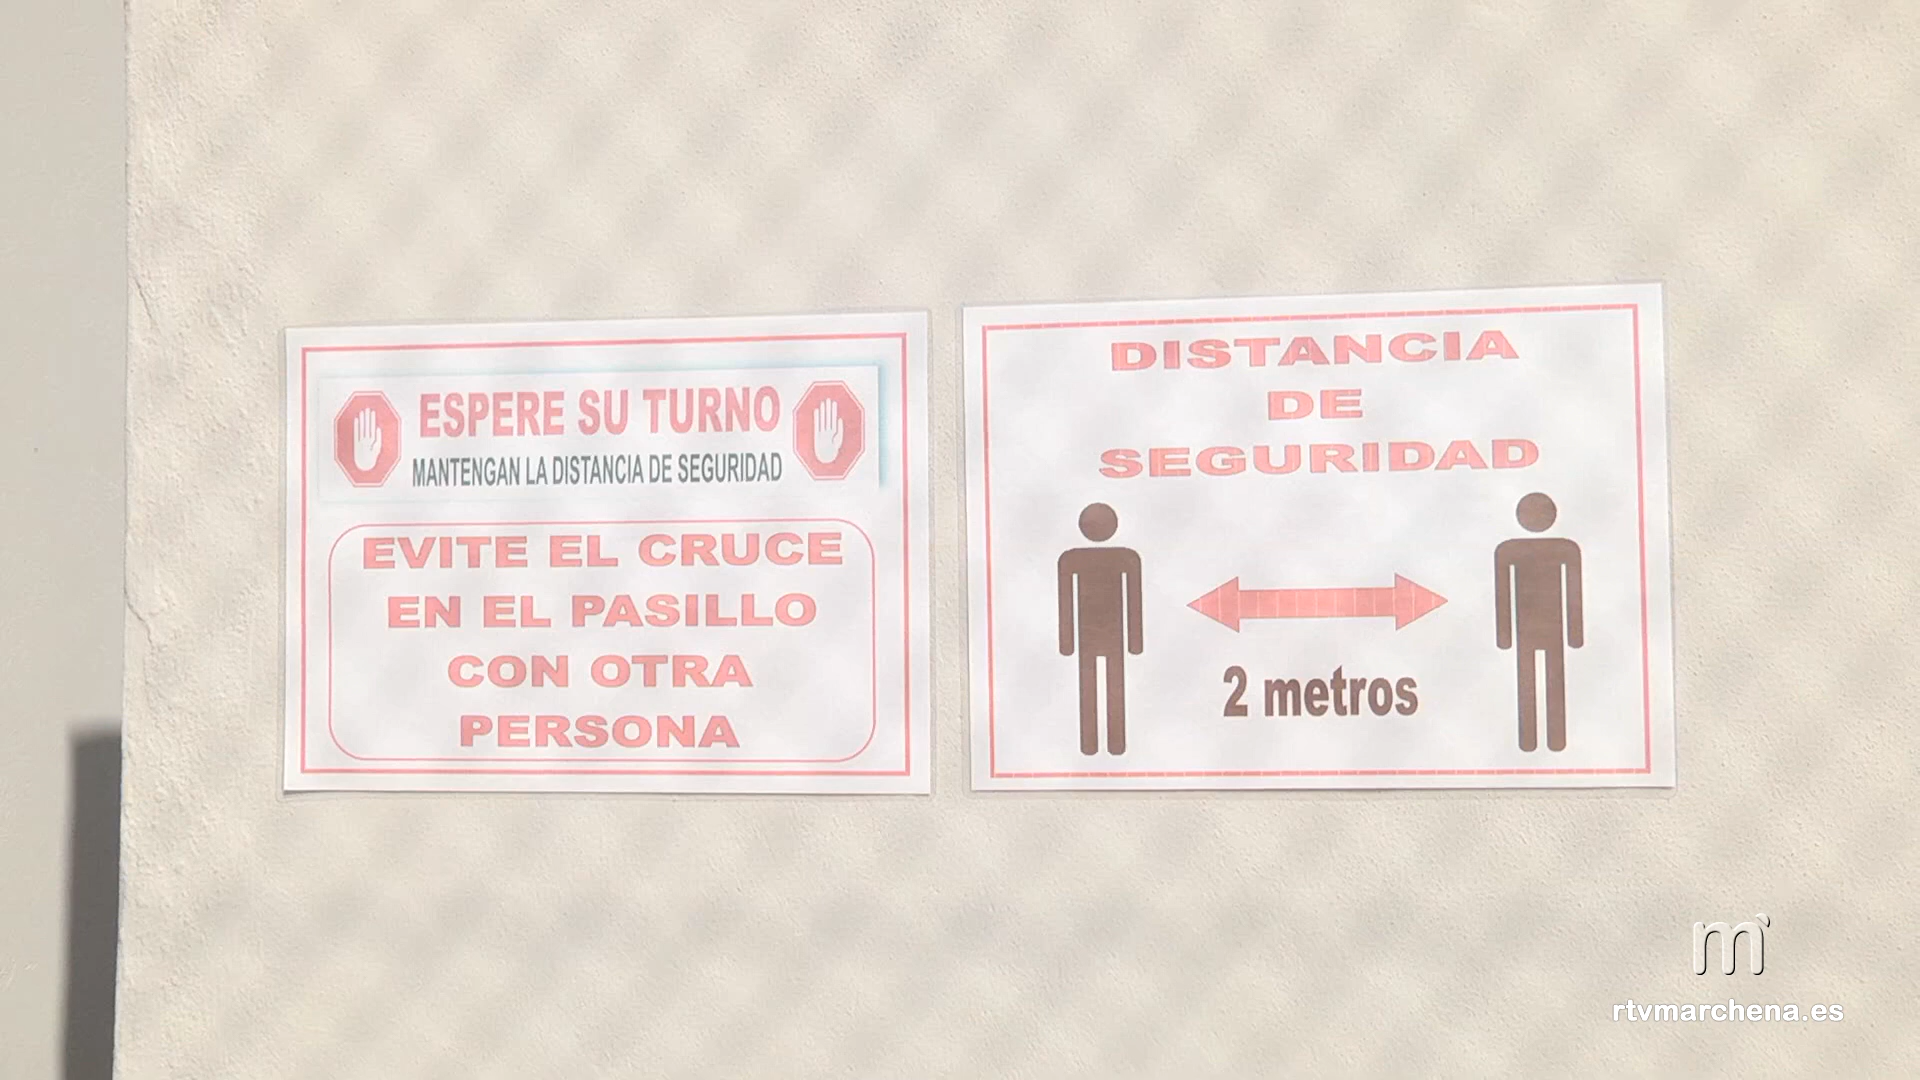 ESPERE SU TURNO
MANTENGAN LA DISTANCIA DE SEGURIDAD
EVITE EL CRUCE
EN EL PASILLO
CON OTRA
PERSONA
DISTANCIA
DE
SEGURIDAD
2 metros
m
rtvmarchena.es